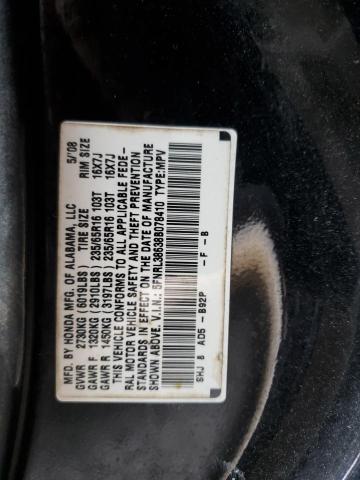 MFD. BY HONDA MFG. OF ALABAMA, LLC 5/'08
GVWR 2730KG (6019LBS) TIRE SIZE RIM SIZE
GAWR F 1320KG (2910LBS) 235/65R16 103T 16X7J
GAWR R 1450KG (3197LBS) 235/65R16 103T 16X7J
THIS VEHICLE CONFORMS TO ALL APPLICABLE FEDE-
RAL MOTOR VEHICLE SAFETY AND THEFT PREVENTION
STANDARDS IN EFFECT ON THE DATE OF MANUFACTURE
SHOWN ABOVE. V.I.N.: 5FNRL38638B078410 TYPE:MPV
SHJ 8 AD5 - B92P - F - B